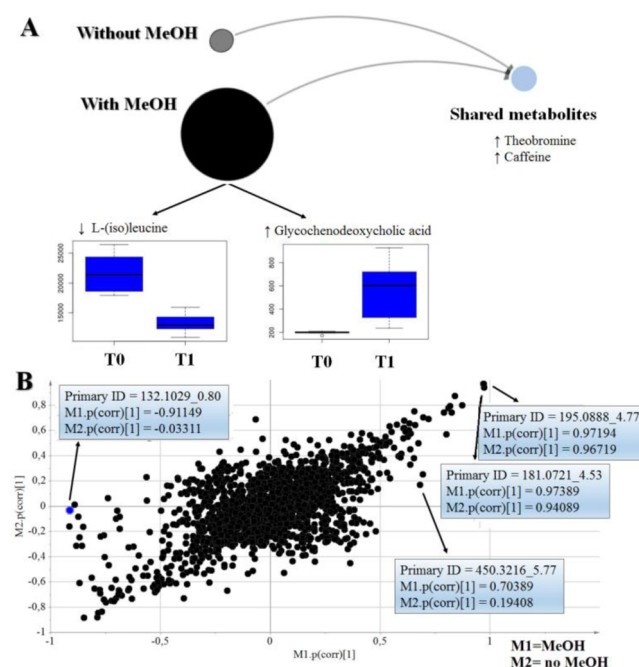 A
Without MeOH
With MeOH
Shared metabolites
↑ Theobromine
↑ Caffeine
↓ L-(iso)leucine
↑ Glycochenodeoxycholic acid
25000
20000
15000
T0
T1
800
600
400
200
T0
T1
B
Primary ID = 132.1029_0.80
M1.p(corr)[1] = -0.91149
M2.p(corr)[1] = -0.03311
Primary ID = 195.0888_4.77
M1.p(corr)[1] = 0.97194
M2.p(corr)[1] = 0.96719
Primary ID = 181.0721_4.53
M1.p(corr)[1] = 0.97389
M2.p(corr)[1] = 0.94089
Primary ID = 450.3216_5.77
M1.p(corr)[1] = 0.70389
M2.p(corr)[1] = 0.19408
M2.p(corr)[1]
0,8
0,6
0,4
0,2
0
-0,2
-0,4
-0,6
-0,8
-1
-1
-0,5
0
0,5
1
M1.p(corr)[1]
M1=MeOH
M2= no MeOH